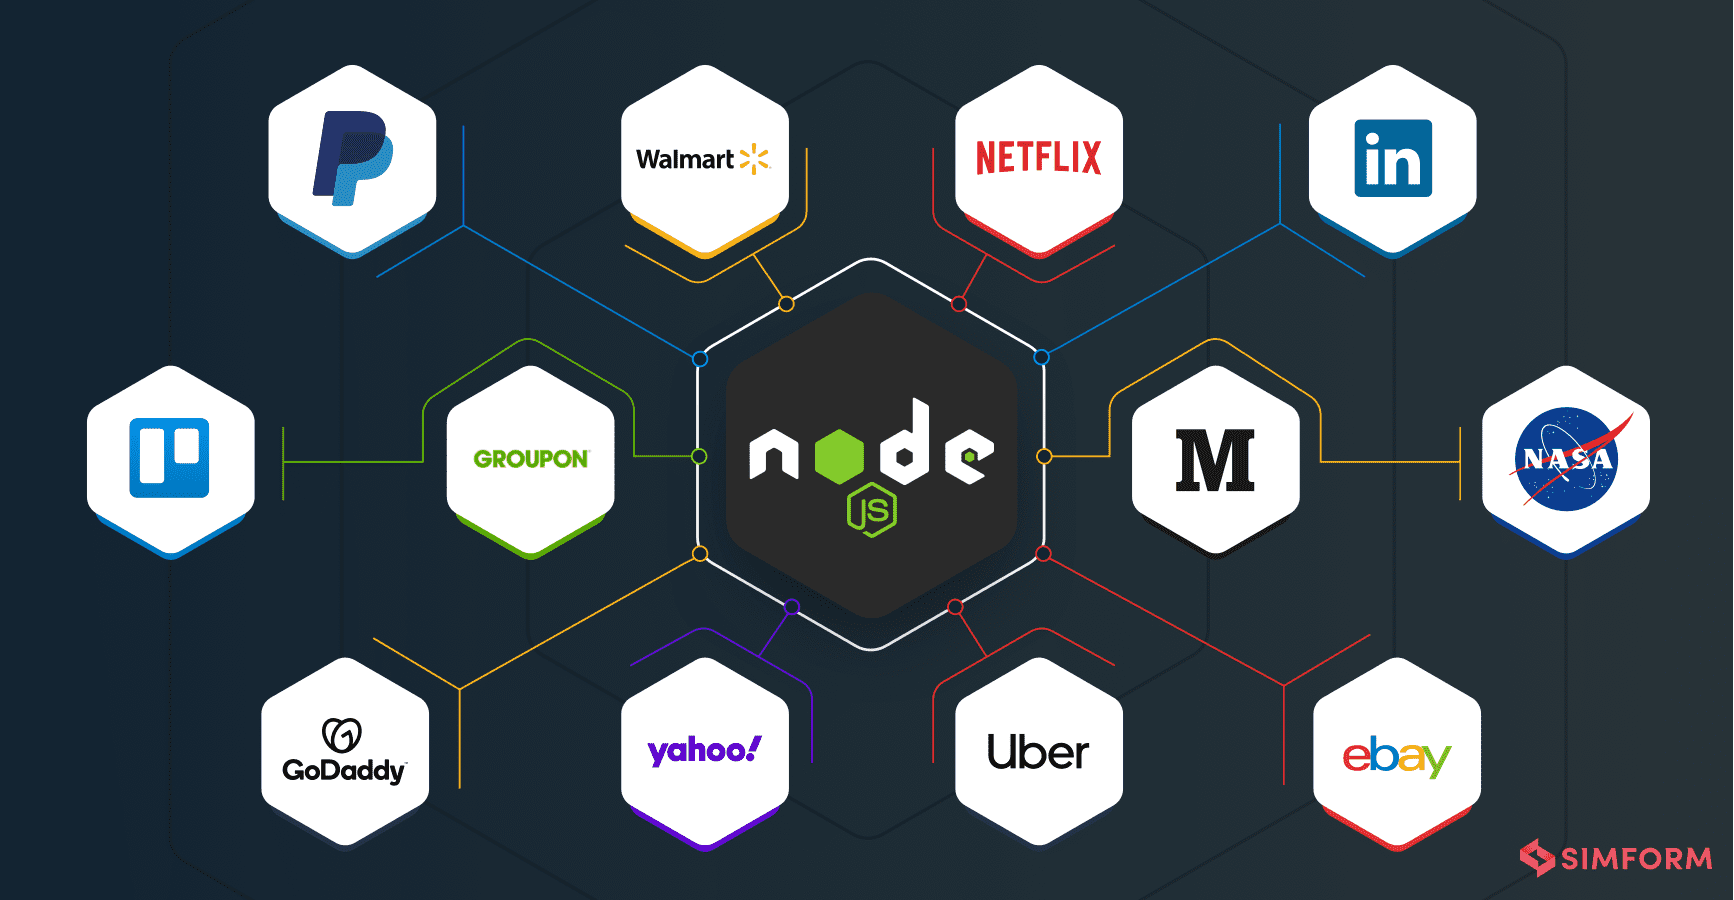 Walmart
NETFLIX
in
GROUPON
node
JS
M
NASA
GoDaddy
yahoo!
Uber
ebay
SIMFORM